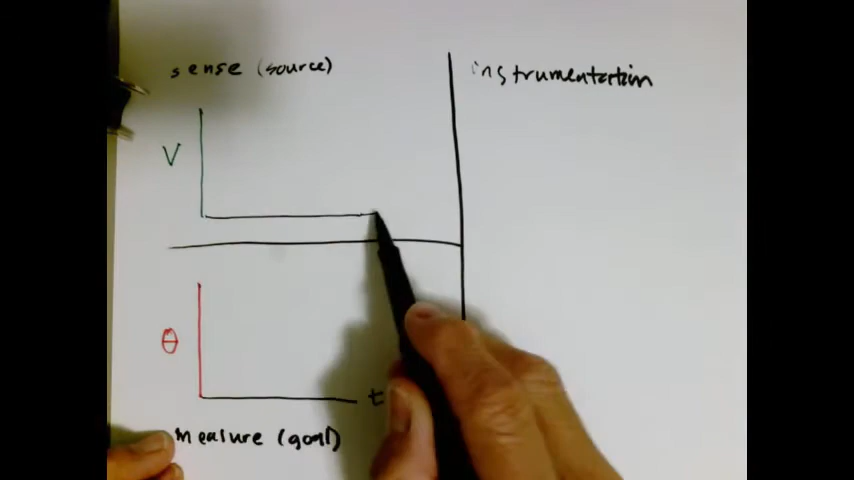 sense (source)
instrumentation
V
θ
t
measure (goal)